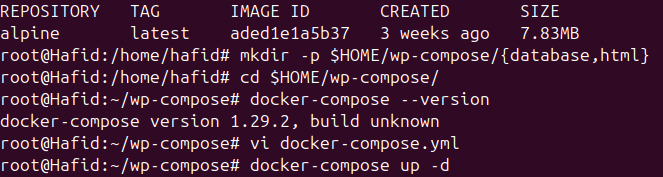 REPOSITORY   TAG       IMAGE ID       CREATED       SIZE
alpine       latest    aded1e1a5b37   3 weeks ago   7.83MB
root@Hafid:/home/hafid# mkdir -p $HOME/wp-compose/{database,html}
root@Hafid:/home/hafid# cd $HOME/wp-compose/
root@Hafid:~/wp-compose# docker-compose --version
docker-compose version 1.29.2, build unknown
root@Hafid:~/wp-compose# vi docker-compose.yml
root@Hafid:~/wp-compose# docker-compose up -d